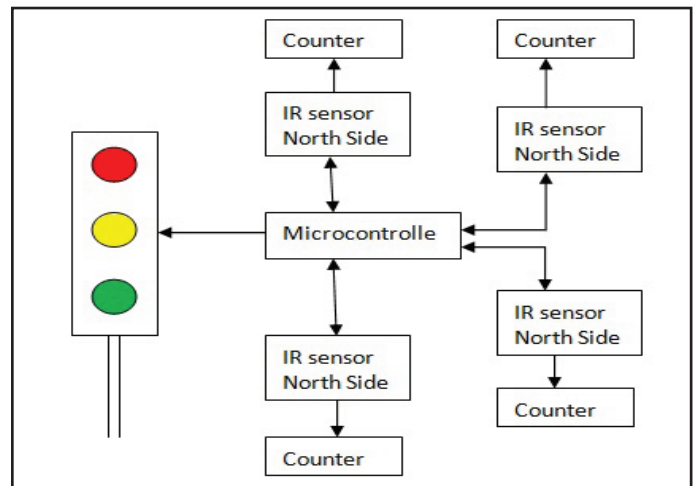 Counter
Counter
IR sensor
North Side
IR sensor
North Side
Microcontrolle
IR sensor
North Side
IR sensor
North Side
Counter
Counter